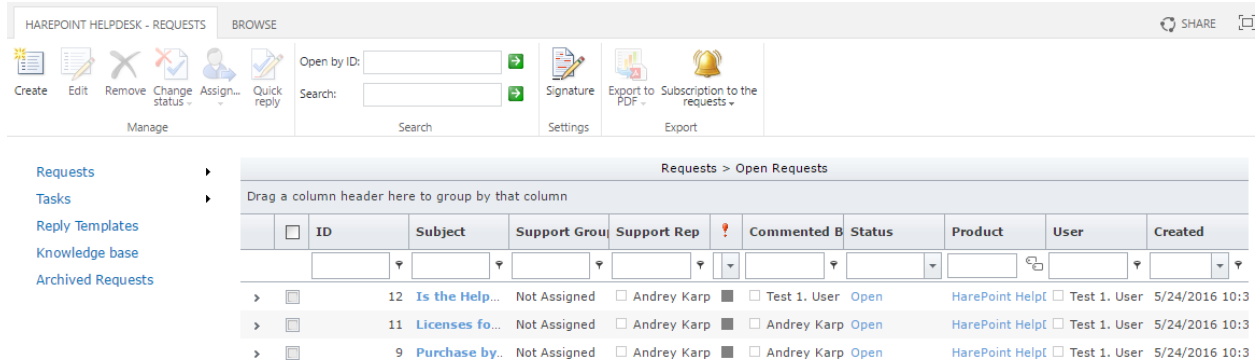 HAREPOINT HELPDESK - REQUESTS BROWSE SHARE
Create Edit Remove Change status Assign... Quick reply
Open by ID:
Search:
Signature Export to PDF Subscription to the requests
Manage Search Settings Export
Requests
Tasks
Reply Templates
Knowledge base
Archived Requests
Requests > Open Requests
Drag a column header here to group by that column
ID Subject Support Grou Support Rep Commented B Status Product User Created
12 Is the Help... Not Assigned Andrey Karp Test 1. User Open HarePoint Help Test 1. User 5/24/2016 10:3
11 Licenses fo... Not Assigned Andrey Karp Andrey Karp Open HarePoint Help Test 1. User 5/24/2016 10:3
9 Purchase by.. Not Assigned Andrey Karp Andrey Karp Open HarePoint Help Test 1. User 5/24/2016 10:3